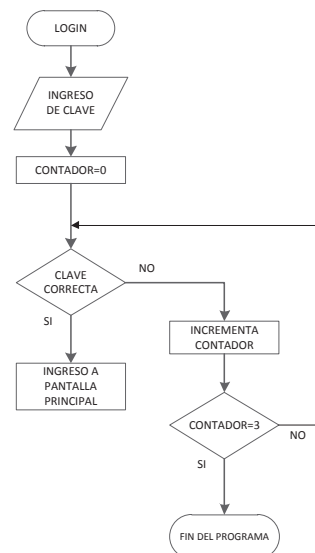 LOGIN
INGRESO
DE CLAVE
CONTADOR=0
CLAVE
CORRECTA
NO
SI
INGRESO A
PANTALLA
PRINCIPAL
INCREMENTA
CONTADOR
CONTADOR=3
NO
SI
FIN DEL PROGRAMA